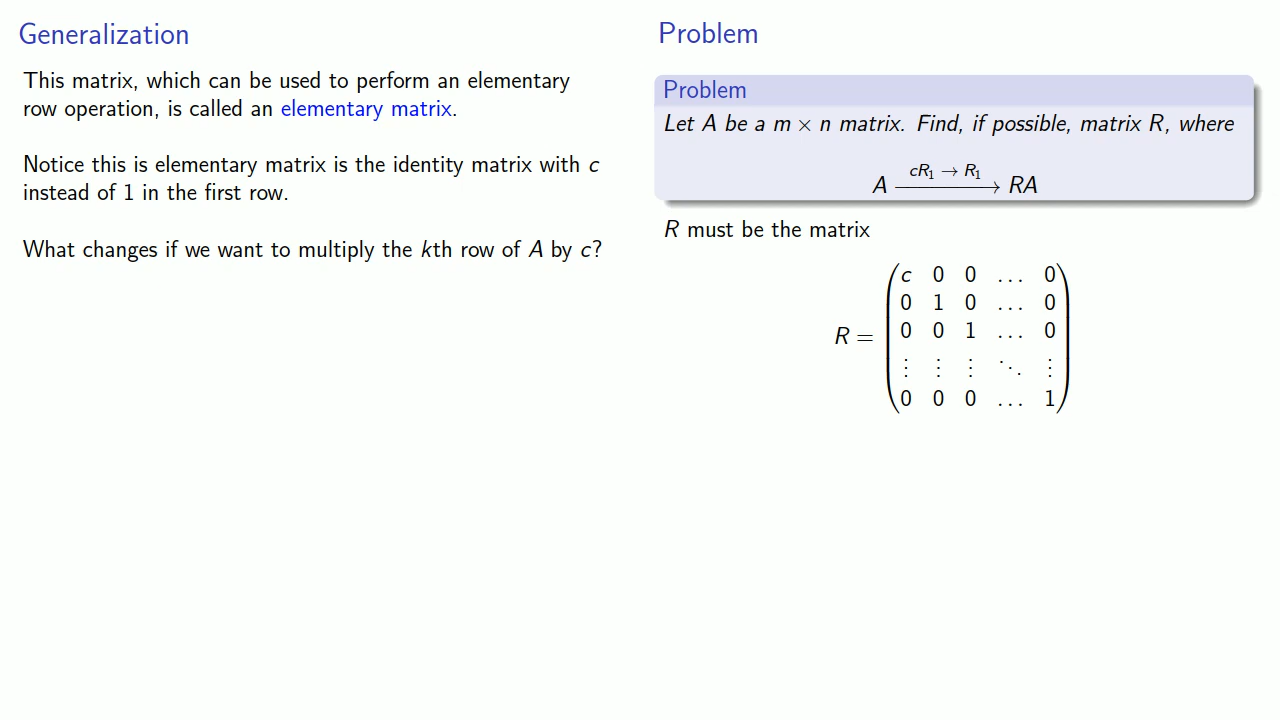 Generalization
This matrix, which can be used to perform an elementary
row operation, is called an elementary matrix.
Notice this is elementary matrix is the identity matrix with c
instead of 1 in the first row.
What changes if we want to multiply the kth row of A by c?
Problem
Problem
Let A be a m × n matrix. Find, if possible, matrix R, where
cR₁ → R₁
A ⟶ RA
R must be the matrix
c 0 0 … 0
0 1 0 … 0
0 0 1 … 0
R =
⋮ ⋮ ⋮ ⋱ ⋮
0 0 0 … 1